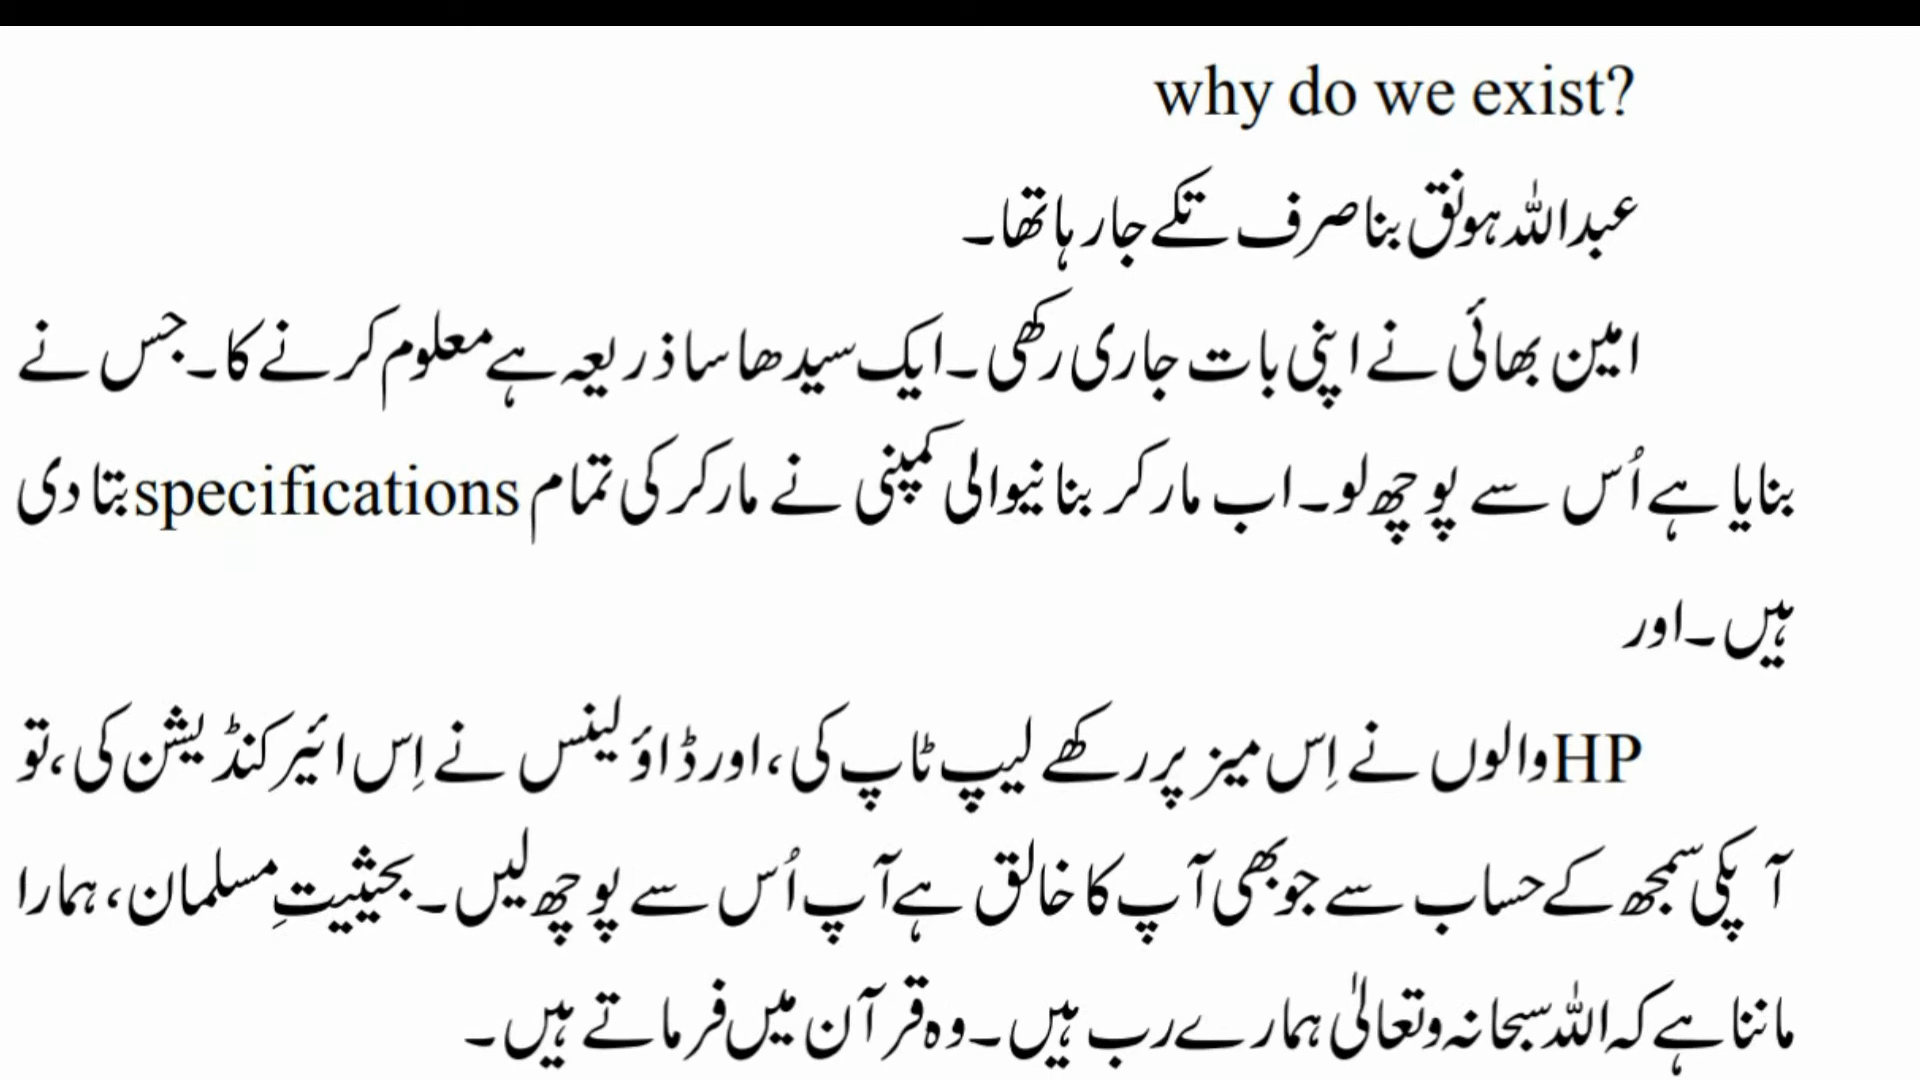 why do we exist?
عبداللہ ہونق بنا صرف تکے جا رہا تھا۔
امین بھائی نے اپنی بات جاری رکھی۔ ایک سیدھا سا ذریعہ ہے معلوم کرنے کا۔ جس نے
بنایا ہے اُس سے پوچھ لو۔ اب مارکر بنانیوالی کمپنی نے مارکر کی تمام specifications بتا دی
ہیں۔ اور
HP والوں نے اِس میز پر رکھے لیپ ٹاپ کی، اور ڈاؤلینس نے اِس ائیر کنڈیشن کی، تو
آپکی سمجھ کے حساب سے جو بھی آپ کا خالق ہے آپ اُس سے پوچھ لیں۔ بحثییتِ مسلمان، ہمارا
ماننا ہے کہ اللہ سبحانہ وتعالٰی ہمارے رب ہیں۔ وہ قرآن میں فرماتے ہیں۔